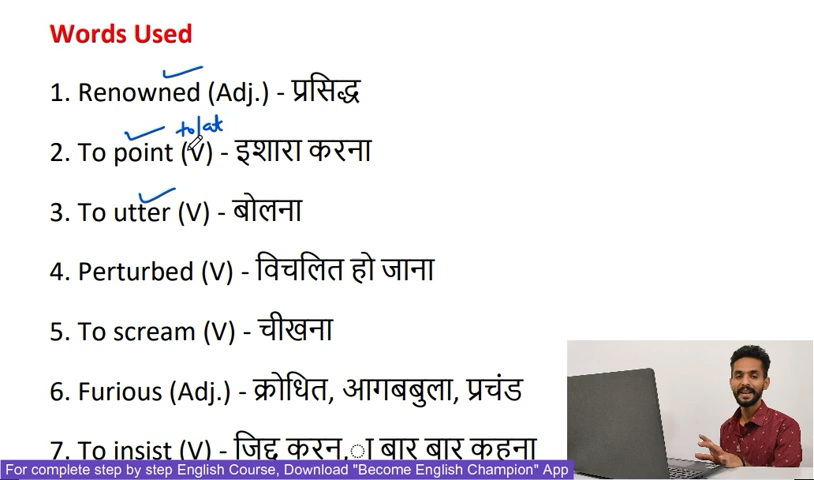 Words Used
1. Renowned (Adj.) - प्रसिद्ध
to/at
2. To point (V) - इशारा करना
3. To utter (V) - बोलना
4. Perturbed (V) - विचलित हो जाना
5. To scream (V) - चीखना
6. Furious (Adj.) - क्रोधित, आगबबुला, प्रचंड
7. To insist (V) - जिद्द करन,ा बार बार कहना
For complete step by step English Course, Download "Become English Champion" App